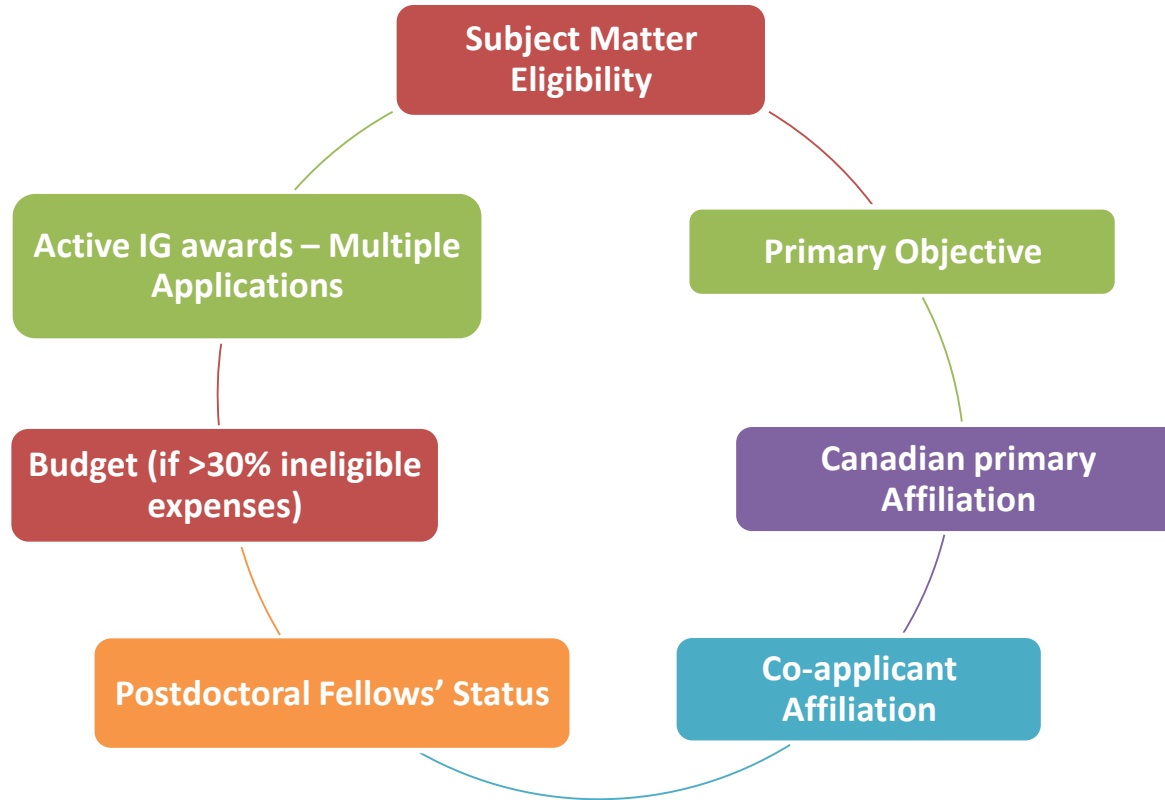 Subject Matter
Eligibility
Primary Objective
Canadian primary
Affiliation
Co-applicant
Affiliation
Postdoctoral Fellows’ Status
Budget (if >30% ineligible
expenses)
Active IG awards – Multiple
Applications